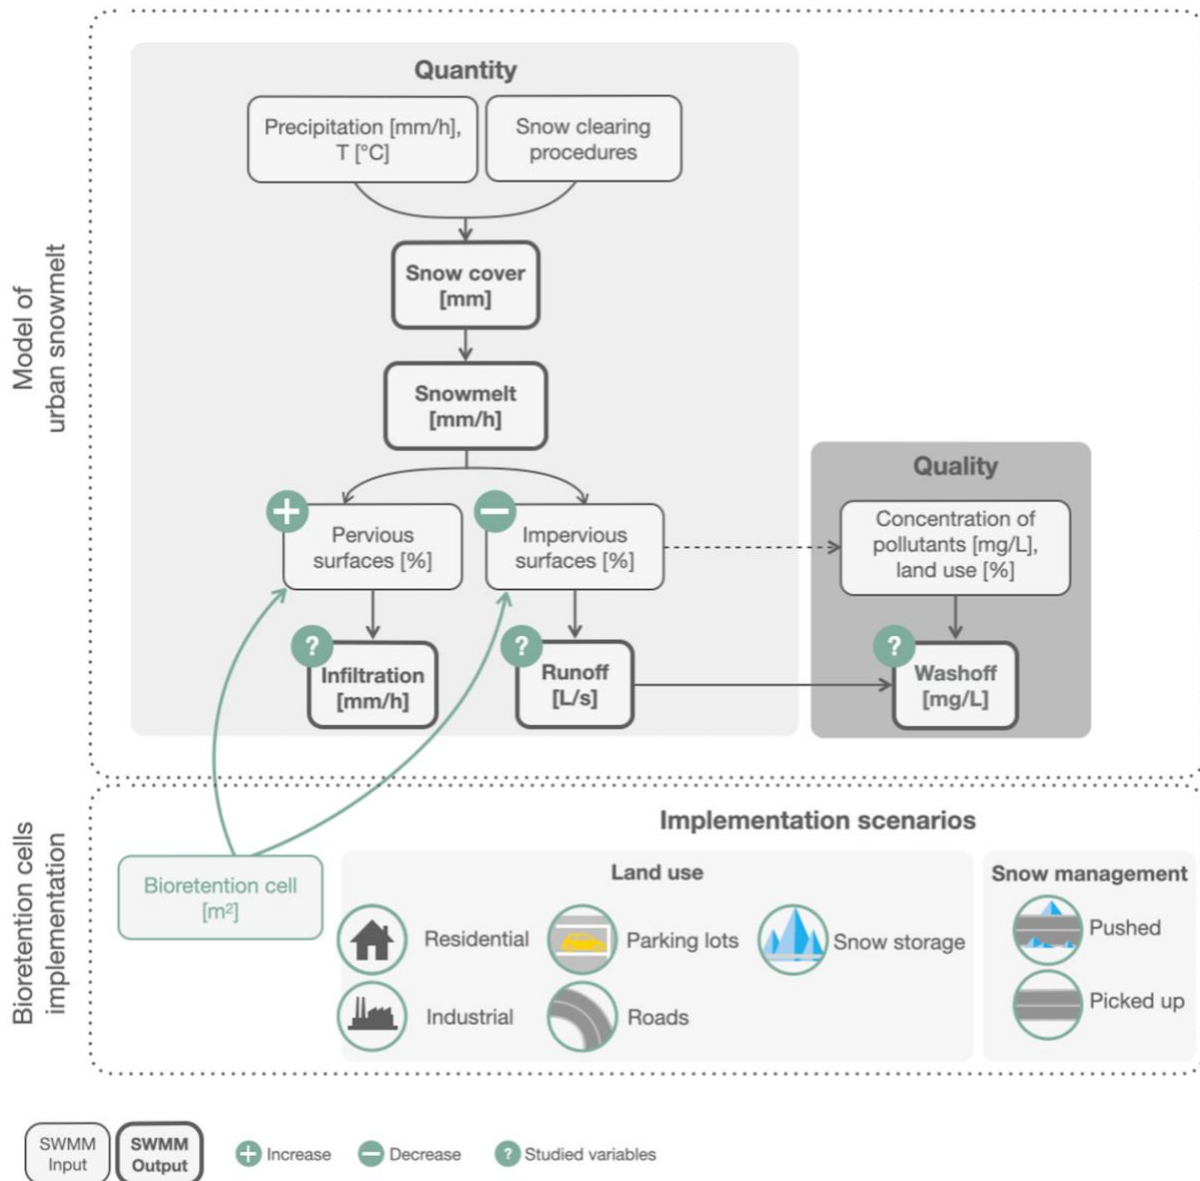 Model of
urban snowmelt
Quantity
Precipitation [mm/h],
T [°C]
Snow clearing
procedures
Snow cover
[mm]
Snowmelt
[mm/h]
Pervious
surfaces [%]
Impervious
surfaces [%]
Infiltration
[mm/h]
Runoff
[L/s]
Quality
Concentration of
pollutants [mg/L],
land use [%]
Washoff
[mg/L]
Bioretention cells
implementation
Bioretention cell
[m²]
Implementation scenarios
Land use
Residential
Parking lots
Snow storage
Industrial
Roads
Snow management
Pushed
Picked up
SWMM
Input
SWMM
Output
+ Increase
− Decrease
? Studied variables